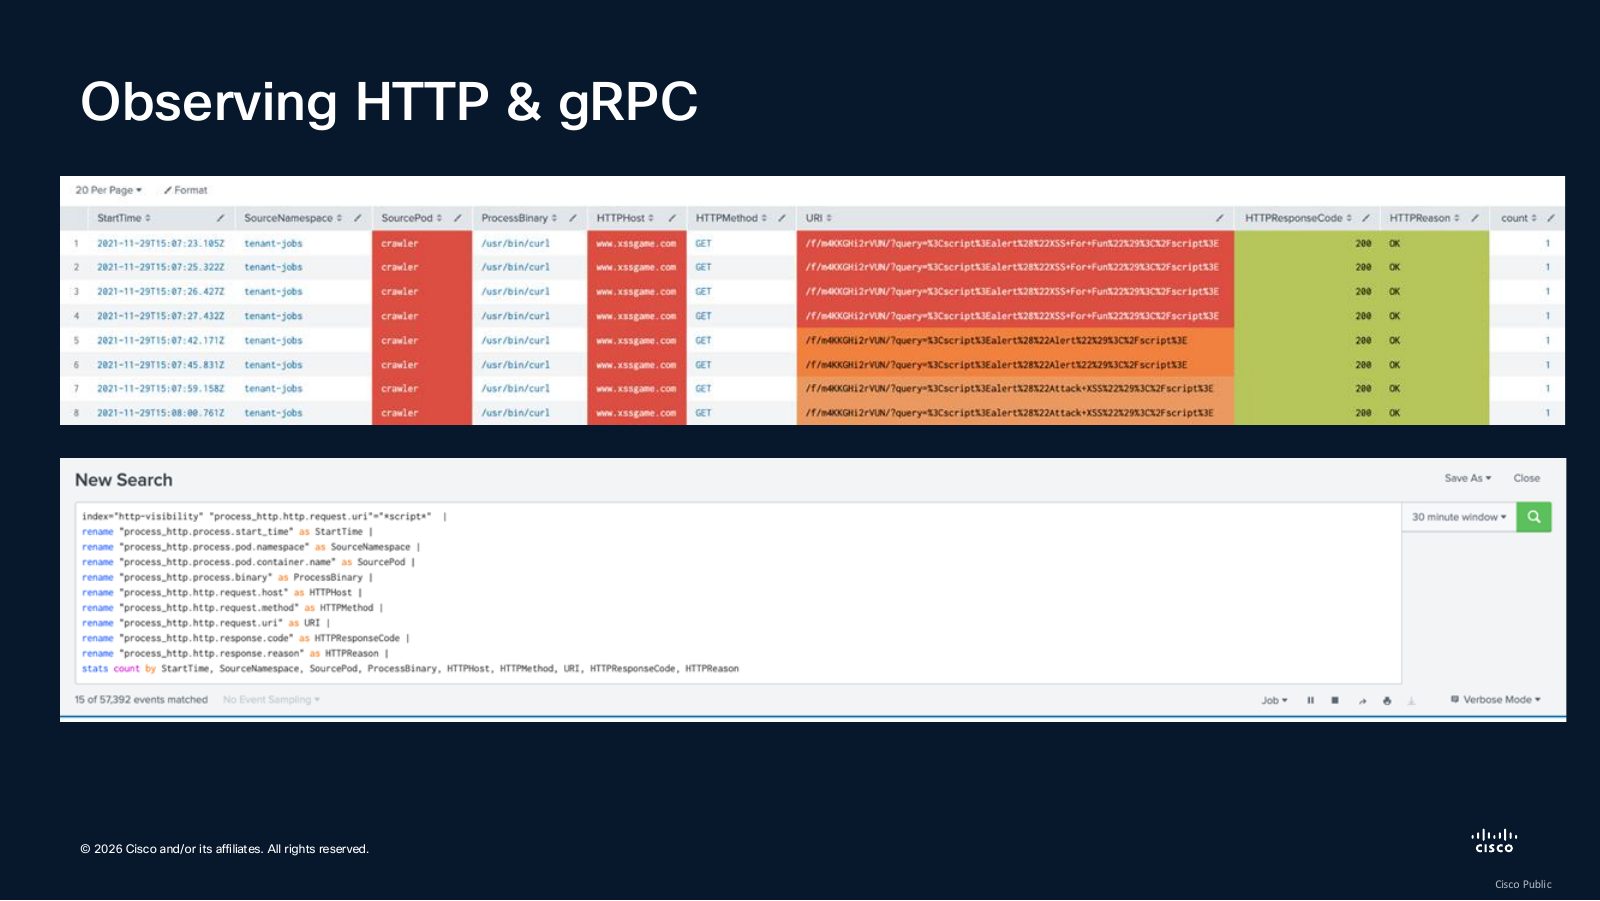 Observing HTTP & gRPC
20 Per Page Format
StartTime SourceNamespace SourcePod ProcessBinary HTTPHost HTTPMethod URI HTTPResponseCode HTTPReason count
1 2021-11-29T15:07:23.105Z tenant-jobs crawler /usr/bin/curl www.xssgame.com GET /f/m4KKGHi2rVUN/?query=%3Cscript%3Ealert%28%22XSS+For+Fun%22%29%3C%2Fscript%3E 200 OK 1
2 2021-11-29T15:07:25.322Z tenant-jobs crawler /usr/bin/curl www.xssgame.com GET /f/m4KKGHi2rVUN/?query=%3Cscript%3Ealert%28%22XSS+For+Fun%22%29%3C%2Fscript%3E 200 OK 1
3 2021-11-29T15:07:26.427Z tenant-jobs crawler /usr/bin/curl www.xssgame.com GET /f/m4KKGHi2rVUN/?query=%3Cscript%3Ealert%28%22XSS+For+Fun%22%29%3C%2Fscript%3E 200 OK 1
4 2021-11-29T15:07:27.432Z tenant-jobs crawler /usr/bin/curl www.xssgame.com GET /f/m4KKGHi2rVUN/?query=%3Cscript%3Ealert%28%22XSS+For+Fun%22%29%3C%2Fscript%3E 200 OK 1
5 2021-11-29T15:07:42.171Z tenant-jobs crawler /usr/bin/curl www.xssgame.com GET /f/m4KKGHi2rVUN/?query=%3Cscript%3Ealert%28%22Alert%22%29%3C%2Fscript%3E 200 OK 1
6 2021-11-29T15:07:45.831Z tenant-jobs crawler /usr/bin/curl www.xssgame.com GET /f/m4KKGHi2rVUN/?query=%3Cscript%3Ealert%28%22Alert%22%29%3C%2Fscript%3E 200 OK 1
7 2021-11-29T15:07:59.158Z tenant-jobs crawler /usr/bin/curl www.xssgame.com GET /f/m4KKGHi2rVUN/?query=%3Cscript%3Ealert%28%22Attack+XSS%22%29%3C%2Fscript%3E 200 OK 1
8 2021-11-29T15:08:00.761Z tenant-jobs crawler /usr/bin/curl www.xssgame.com GET /f/m4KKGHi2rVUN/?query=%3Cscript%3Ealert%28%22Attack+XSS%22%29%3C%2Fscript%3E 200 OK 1
New Search
Save As Close
index="http-visibility" "process_http.http.request.uri"="*script*" |
rename "process_http.process.start_time" as StartTime |
rename "process_http.process.pod.namespace" as SourceNamespace |
rename "process_http.process.pod.container.name" as SourcePod |
rename "process_http.process.binary" as ProcessBinary |
rename "process_http.http.request.host" as HTTPHost |
rename "process_http.http.request.method" as HTTPMethod |
rename "process_http.http.request.uri" as URI |
rename "process_http.http.response.code" as HTTPResponseCode |
rename "process_http.http.response.reason" as HTTPReason |
stats count by StartTime, SourceNamespace, SourcePod, ProcessBinary, HTTPHost, HTTPMethod, URI, HTTPResponseCode, HTTPReason
30 minute window
15 of 57,392 events matched No Event Sampling
Job Verbose Mode
© 2026 Cisco and/or its affiliates. All rights reserved.
CISCO
Cisco Public